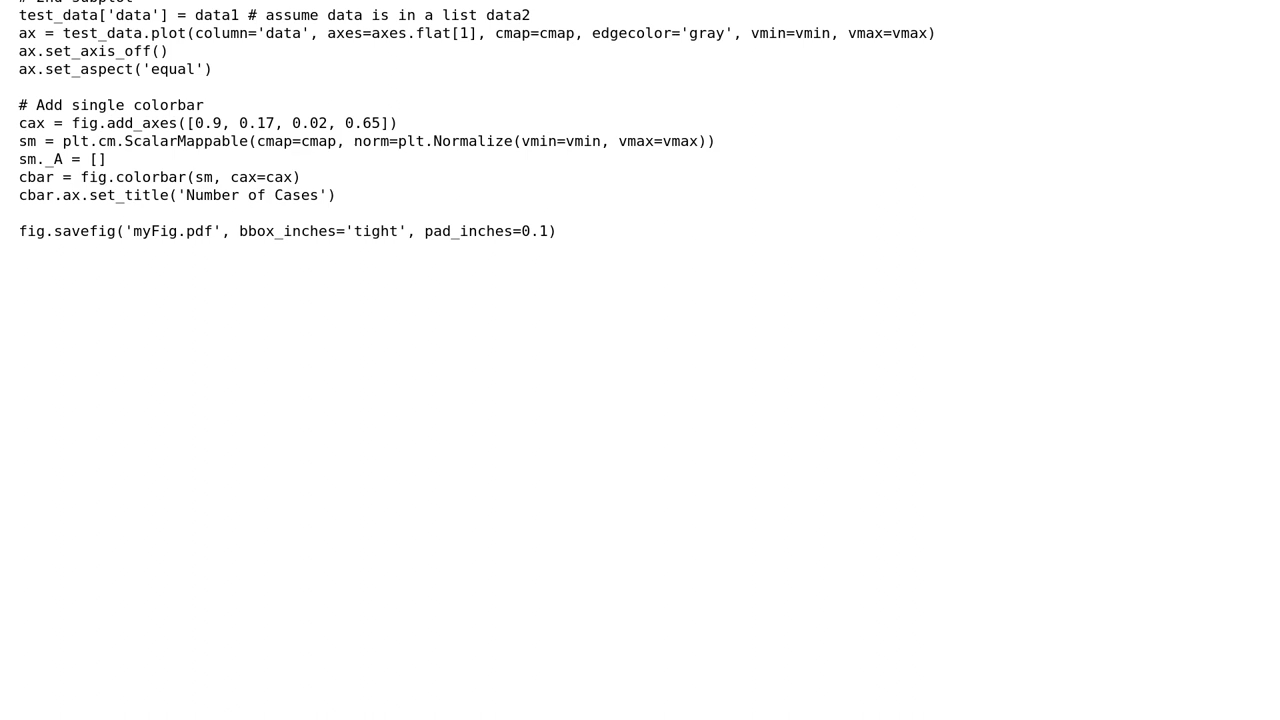 # 2nd subplot
test_data['data'] = data1 # assume data is in a list data2
ax = test_data.plot(column='data', axes=axes.flat[1], cmap=cmap, edgecolor='gray', vmin=vmin, vmax=vmax)
ax.set_axis_off()
ax.set_aspect('equal')

# Add single colorbar
cax = fig.add_axes([0.9, 0.17, 0.02, 0.65])
sm = plt.cm.ScalarMappable(cmap=cmap, norm=plt.Normalize(vmin=vmin, vmax=vmax))
sm._A = []
cbar = fig.colorbar(sm, cax=cax)
cbar.ax.set_title('Number of Cases')

fig.savefig('myFig.pdf', bbox_inches='tight', pad_inches=0.1)